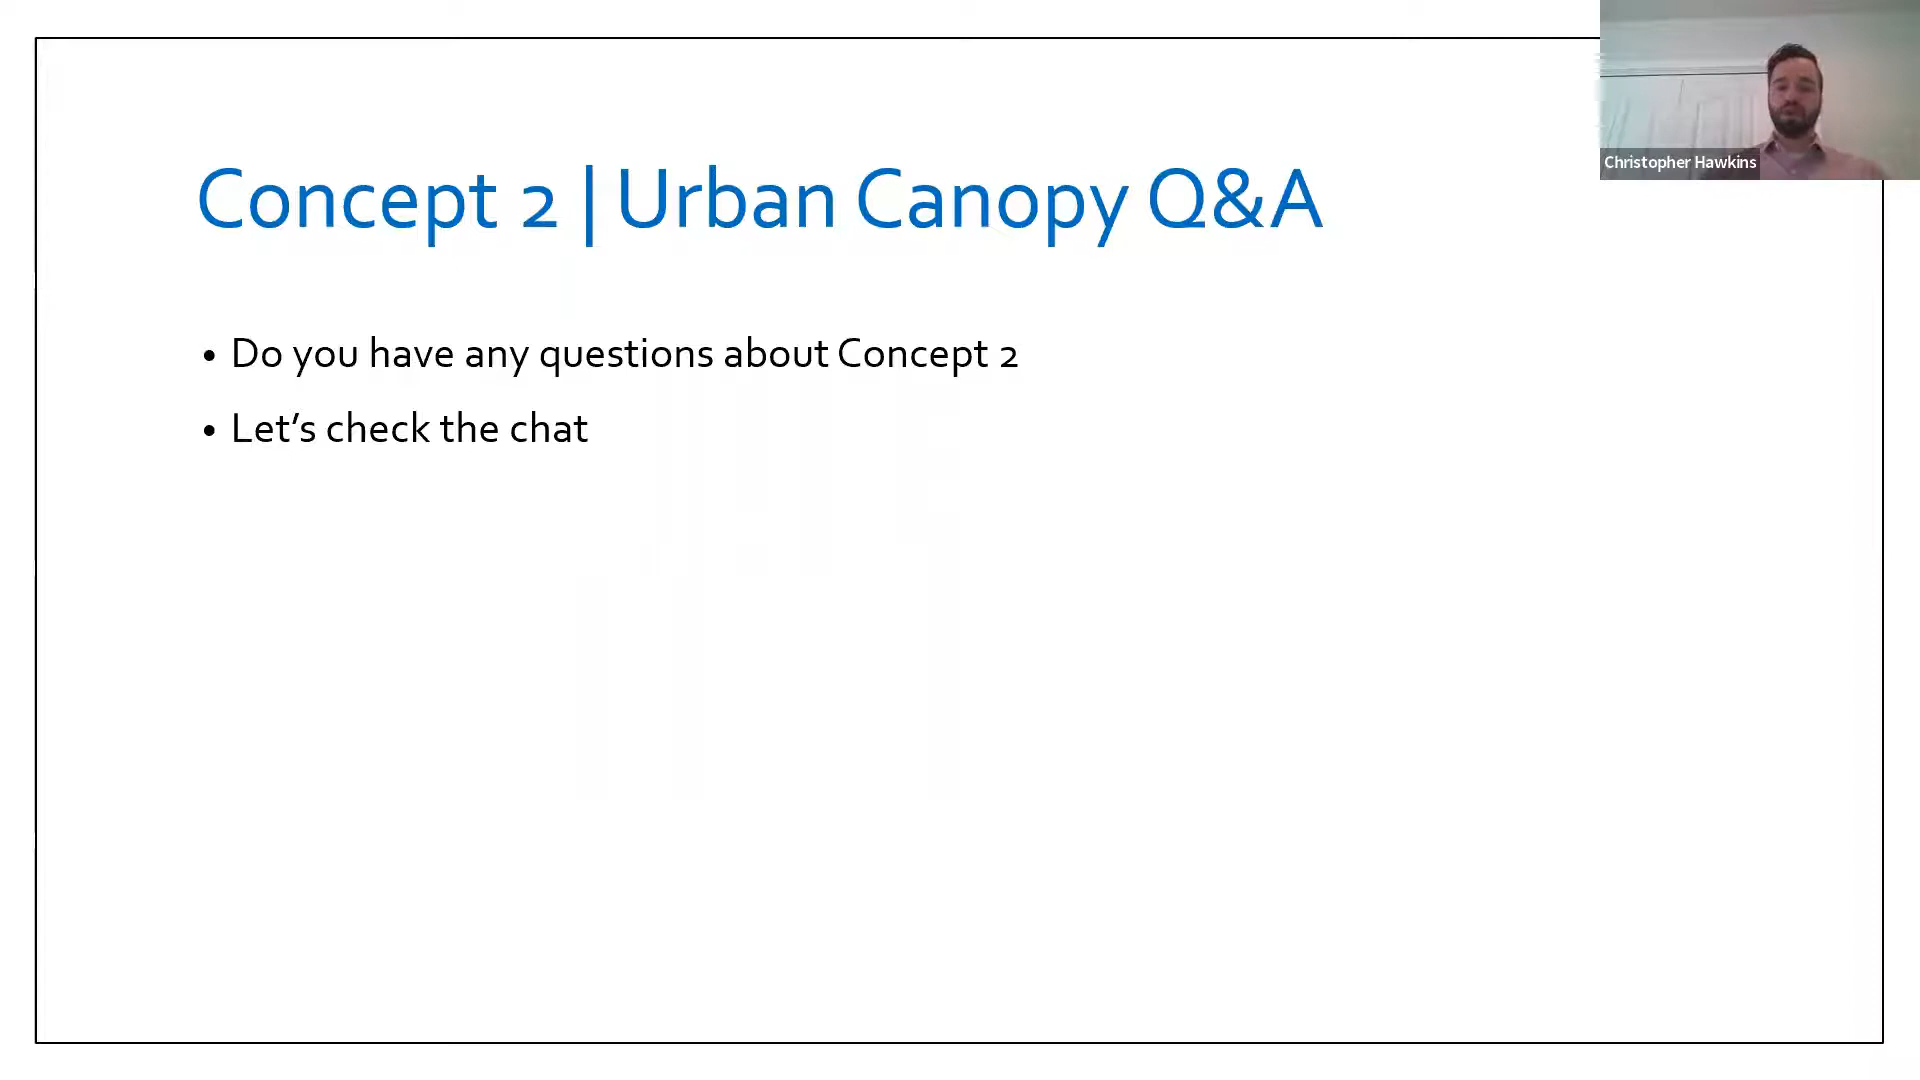 Concept 2 | Urban Canopy Q&A
• Do you have any questions about Concept 2
• Let’s check the chat
Christopher Hawkins